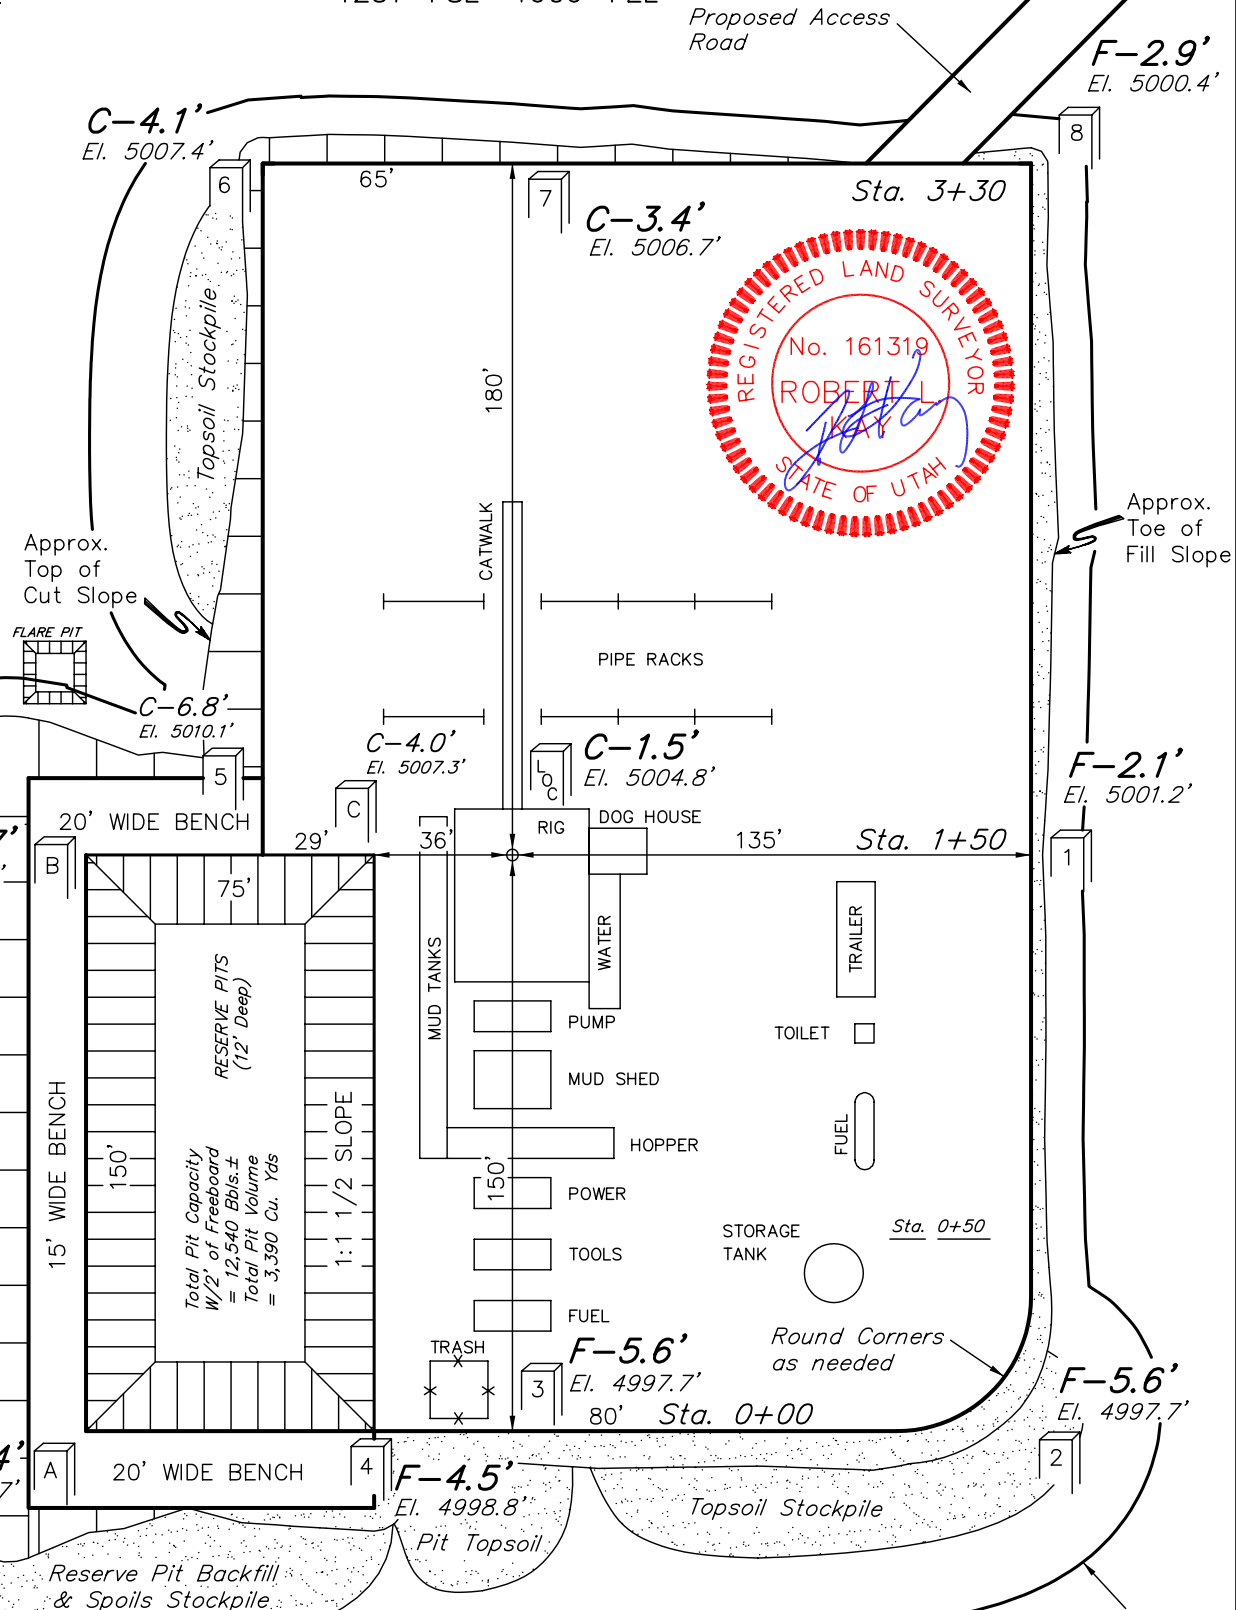 Proposed Access
Road
F-2.9'
El. 5000.4'
C-4.1'
El. 5007.4'
8
6
65'
7
Sta. 3+30
C-3.4'
El. 5006.7'
REGISTERED LAND SURVEYOR
No. 161319
ROBERT L.
KAY
STATE OF UTAH
Topsoil Stockpile
180'
CATWALK
Approx.
Toe of
Fill Slope
Approx.
Top of
Cut Slope
FLARE PIT
PIPE RACKS
C-6.8'
El. 5010.1'
C-4.0'
El. 5007.3'
LOC
C-1.5'
El. 5004.8'
F-2.1'
El. 5001.2'
5
C
20' WIDE BENCH
29'
36'
RIG
DOG HOUSE
135'
Sta. 1+50
1
B
75'
MUD TANKS
WATER
TRAILER
RESERVE PITS
(12' Deep)
PUMP
TOILET
MUD SHED
15' WIDE BENCH
150'
1:1 1/2 SLOPE
FUEL
HOPPER
Total Pit Capacity
W/2' of Freeboard
= 12,540 Bbls.±
Total Pit Volume
= 3,390 Cu. Yds
150'
POWER
STORAGE
TANK
Sta. 0+50
TOOLS
FUEL
TRASH
Round Corners
as needed
3
F-5.6'
El. 4997.7'
F-5.6'
El. 4997.7'
80'
Sta. 0+00
2
A
20' WIDE BENCH
4
F-4.5'
El. 4998.8'
Topsoil Stockpile
Pit Topsoil
Reserve Pit Backfill
& Spoils Stockpile